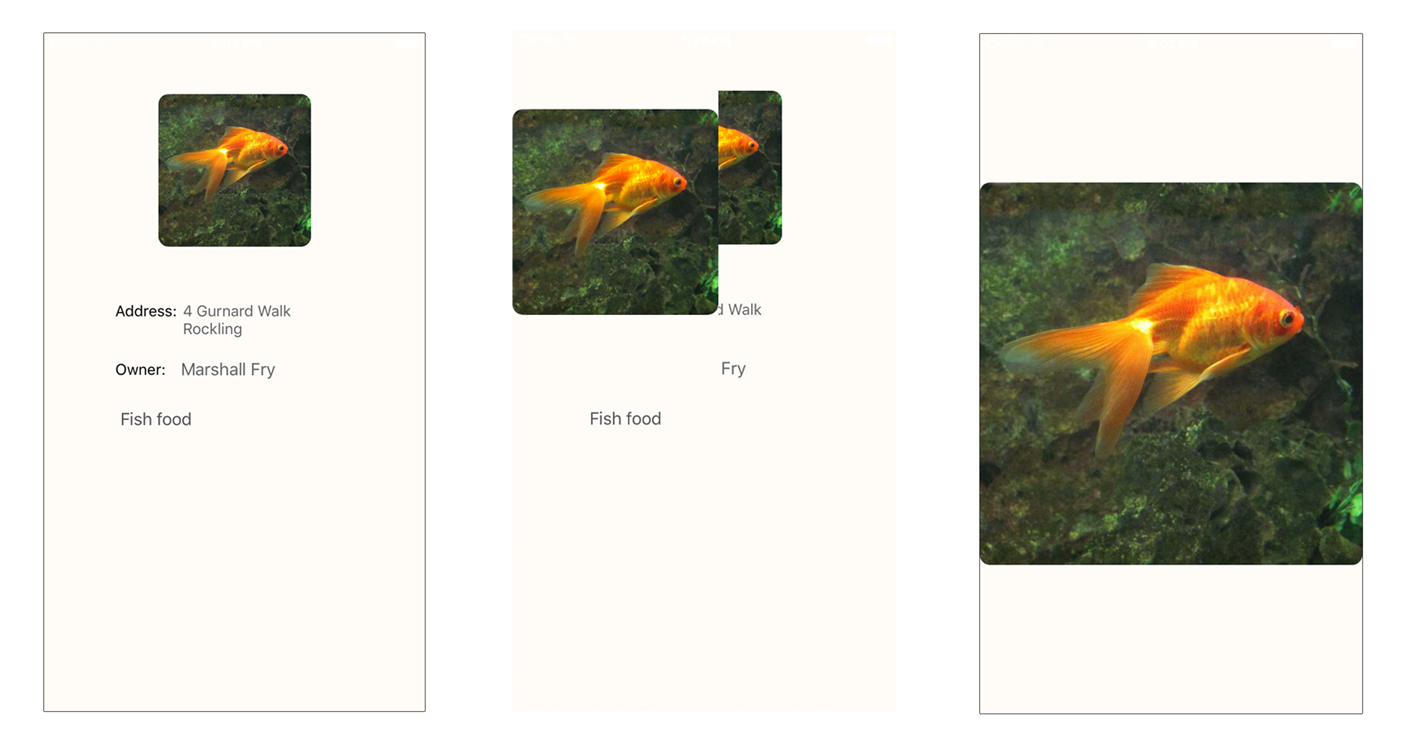 Address: 4 Gurnard Walk
Rockling
Owner: Marshall Fry
Fish food
Walk
Fry
Fish food